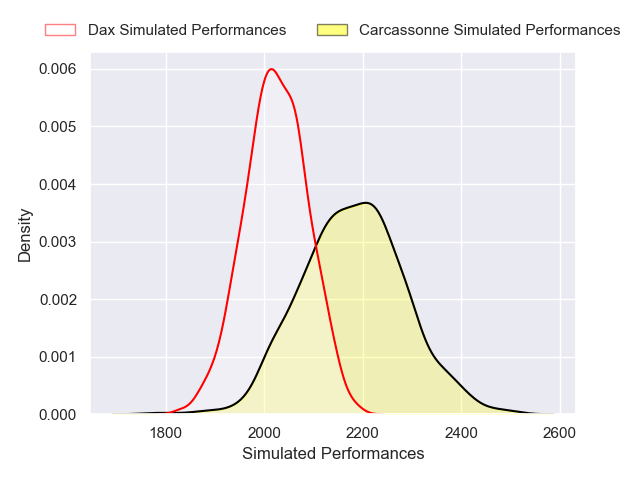 Dax Simulated Performances Carcassonne Simulated Performances
0.006
0.005
0.004
0.003
0.002
0.001
0.000
Density
1800 2000 2200 2400 2600
Simulated Performances